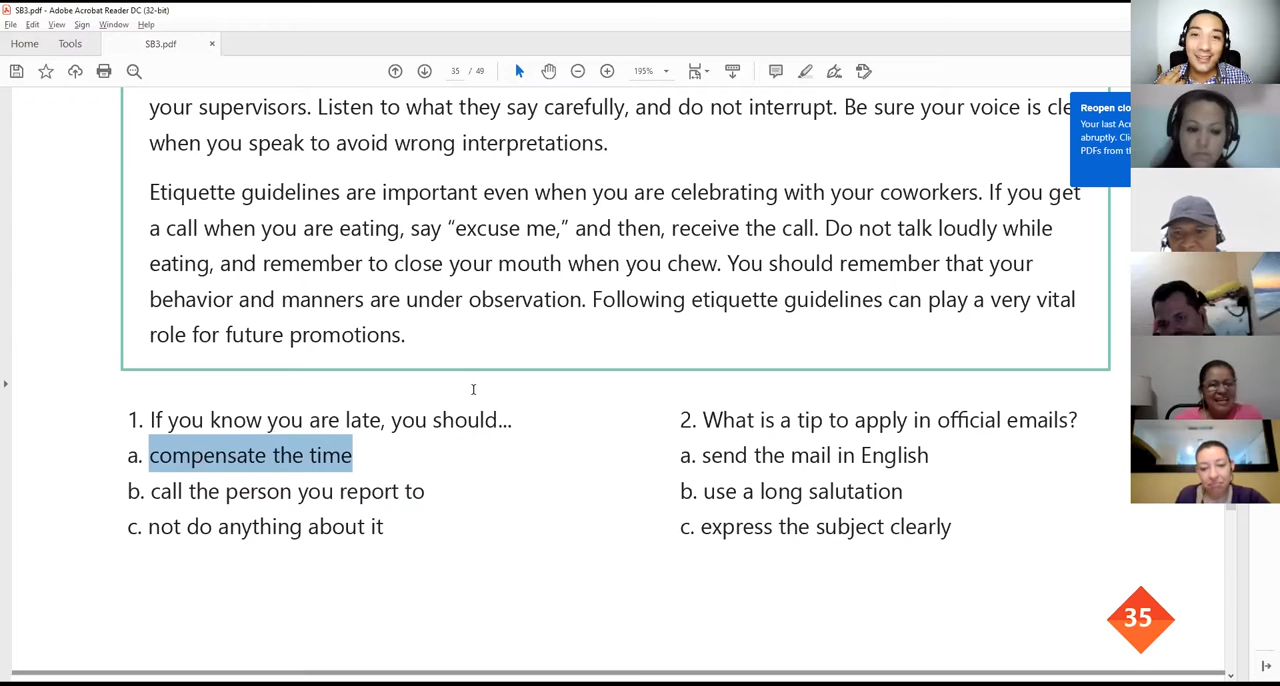 SB3.pdf - Adobe Acrobat Reader DC (32-bit)
File Edit View Sign Window Help
Home Tools SB3.pdf ×
35 / 49 195%
your supervisors. Listen to what they say carefully, and do not interrupt. Be sure your voice is cle
when you speak to avoid wrong interpretations.
Etiquette guidelines are important even when you are celebrating with your coworkers. If you get
a call when you are eating, say “excuse me,” and then, receive the call. Do not talk loudly while
eating, and remember to close your mouth when you chew. You should remember that your
behavior and manners are under observation. Following etiquette guidelines can play a very vital
role for future promotions.
Reopen clo
Your last Acr
abruptly. Cli
PDFs from th
1. If you know you are late, you should...
a. compensate the time
b. call the person you report to
c. not do anything about it
2. What is a tip to apply in official emails?
a. send the mail in English
b. use a long salutation
c. express the subject clearly
35